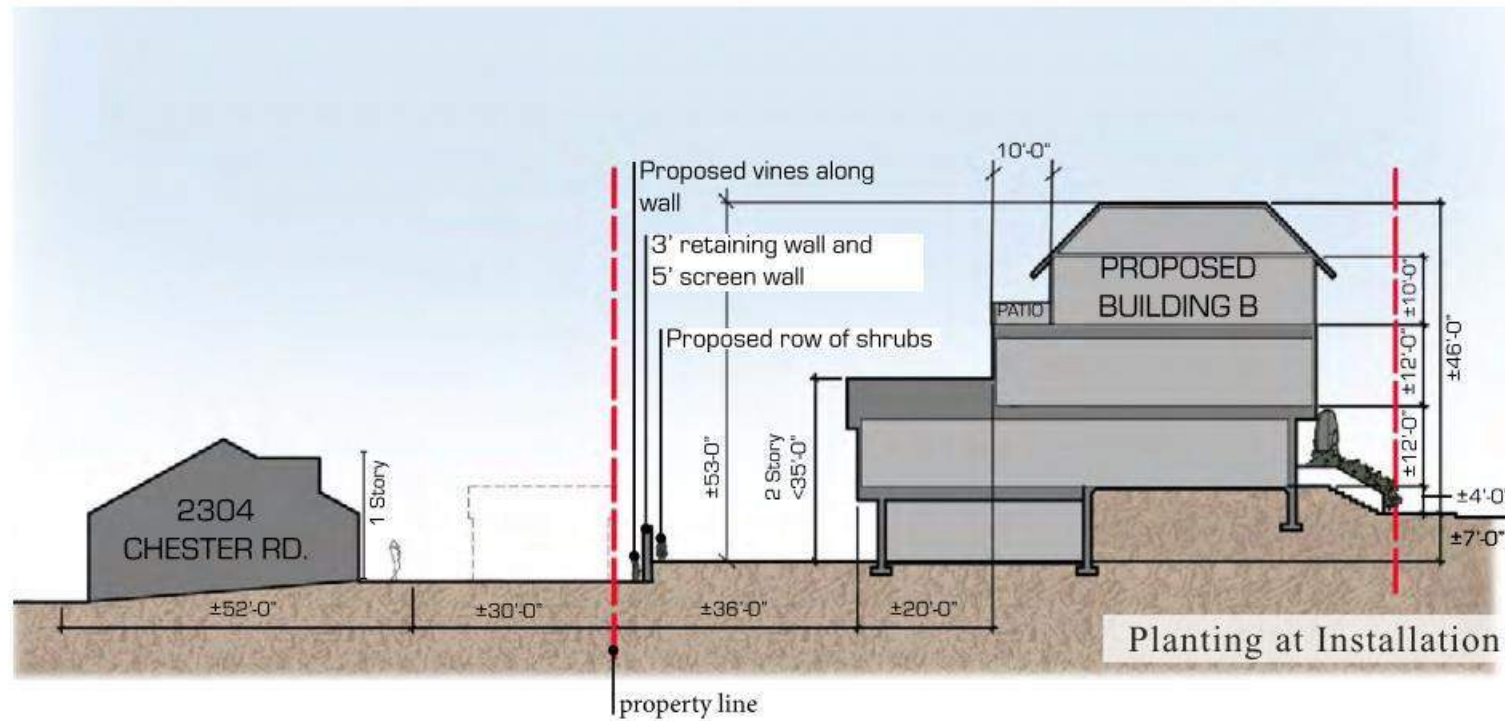 10'-0"
Proposed vines along
wall
3' retaining wall and
5' screen wall
Proposed row of shrubs
PROPOSED
BUILDING B
PATIO
±10'-0"
±12'-0"
±12'-0"
±46'-0"
±4'-0"
±7'-0"
±53-0"
2 Story
<35'-0"
1 Story
2304
CHESTER RD.
±52'-0"
±30'-0"
±36'-0"
±20'-0"
Planting at Installation
property line